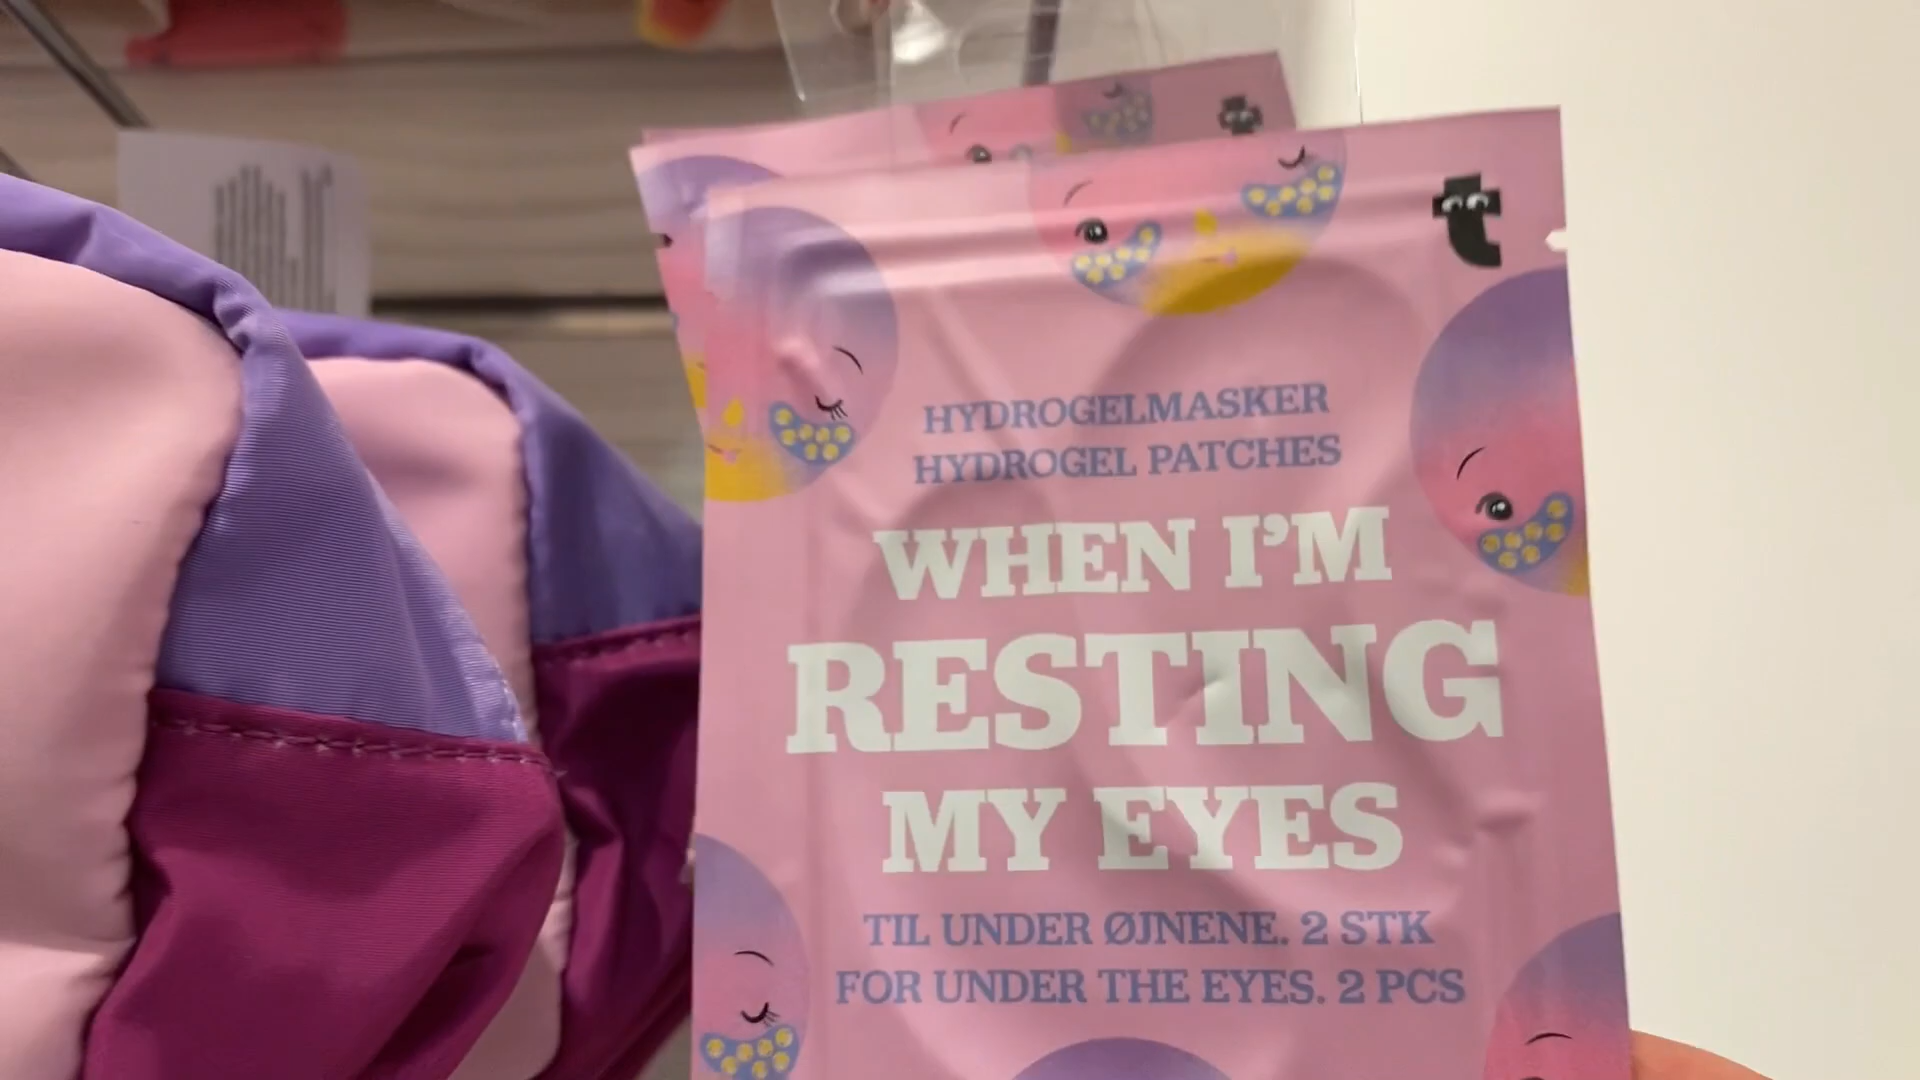 t
HYDROGELMASKER
HYDROGEL PATCHES
WHEN I'M
RESTING
MY EYES
TIL UNDER ØJNENE. 2 STK
FOR UNDER THE EYES. 2 PCS